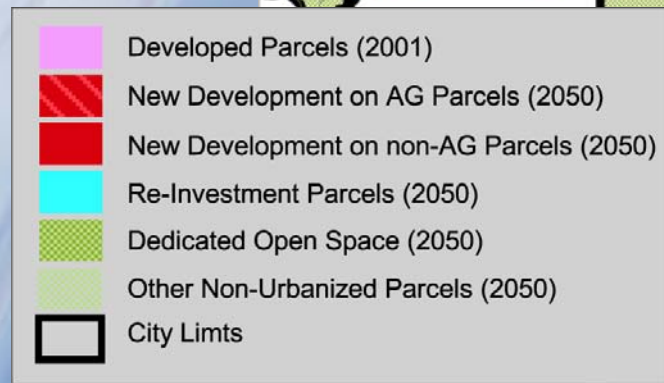 Developed Parcels (2001)
New Development on AG Parcels (2050)
New Development on non-AG Parcels (2050)
Re-Investment Parcels (2050)
Dedicated Open Space (2050)
Other Non-Urbanized Parcels (2050)
City Limts